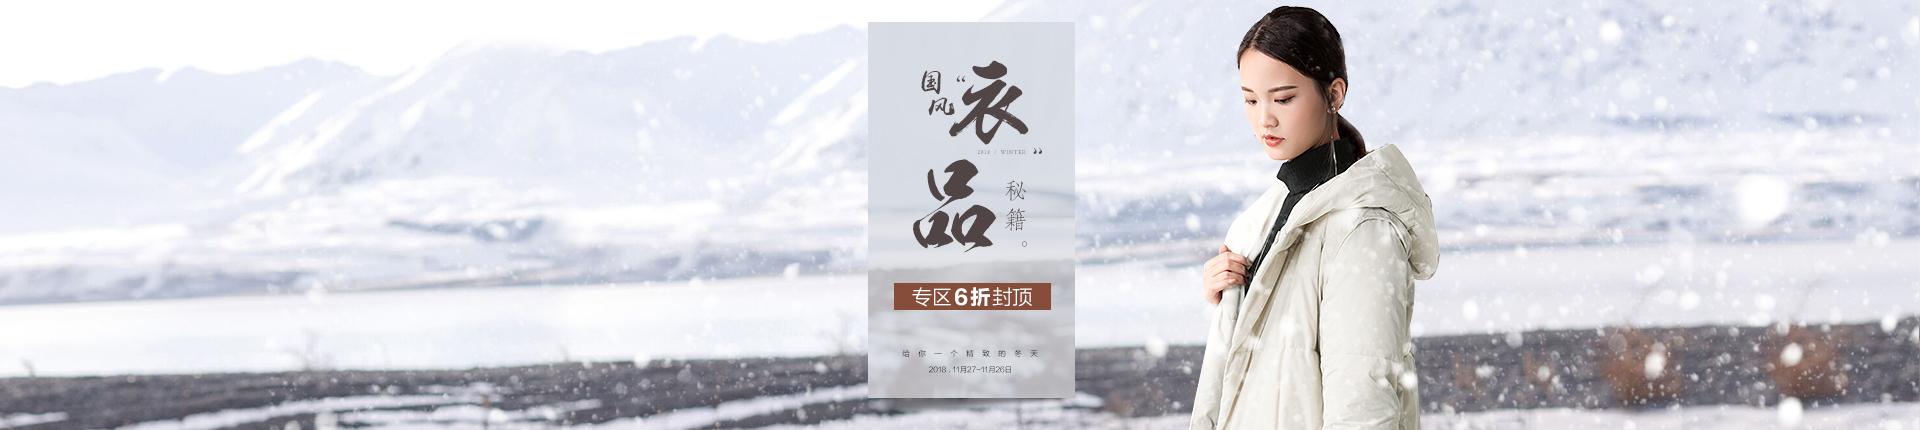 国风“衣
2018 / WINTER ”
品秘籍。
专区6折封顶
给你一个精致的冬天
2018.11月27-11月26日